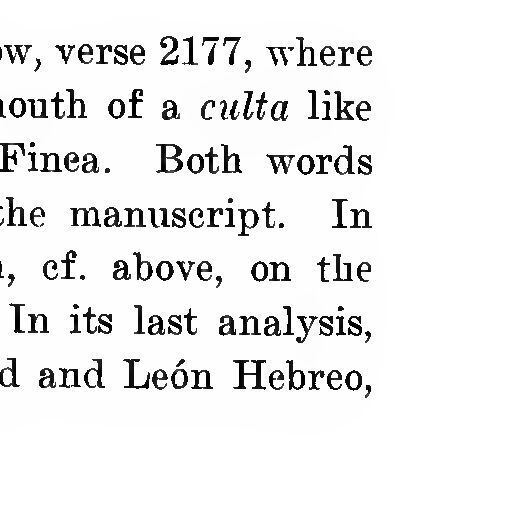 ow, verse 2177, where
outh of a culta like
Finea. Both words
the manuscript. In
, cf. above, on the
In its last analysis,
d and León Hebreo,